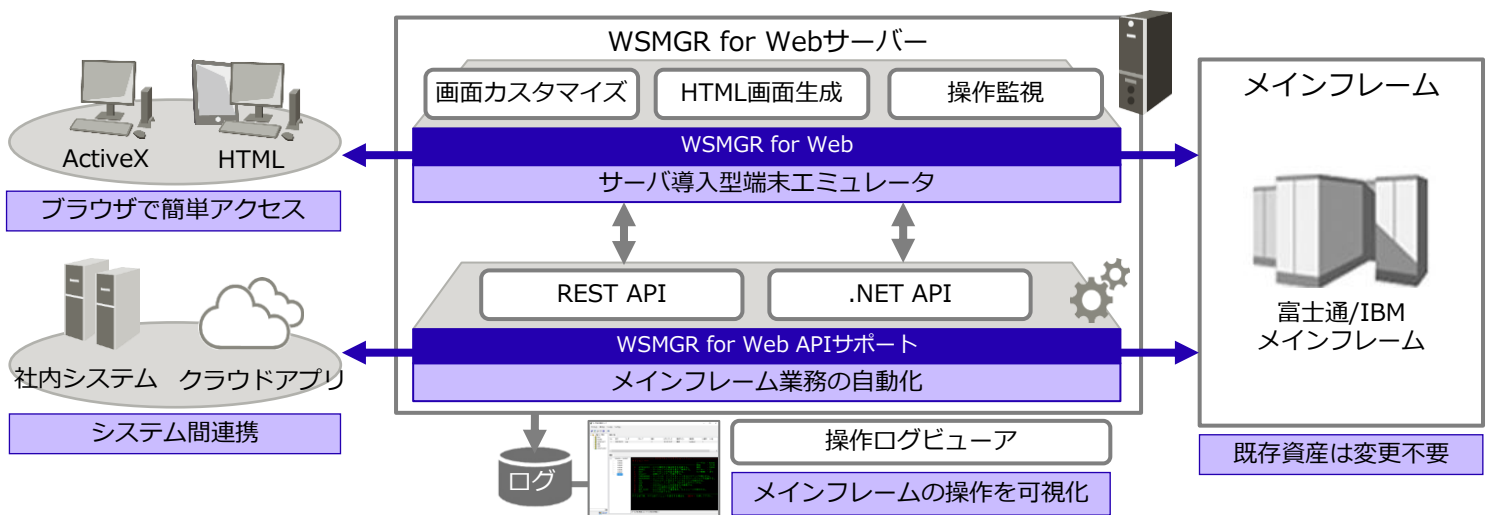 WSMGR for Webサーバー
画面カスタマイズ
HTML画面生成
操作監視
WSMGR for Web
サーバ導入型端末エミュレータ
ActiveX
HTML
ブラウザで簡単アクセス
REST API
.NET API
WSMGR for Web APIサポート
メインフレーム業務の自動化
社内システム
クラウドアプリ
システム間連携
メインフレーム
富士通/IBM
メインフレーム
既存資産は変更不要
ログ
操作ログビューア
メインフレームの操作を可視化